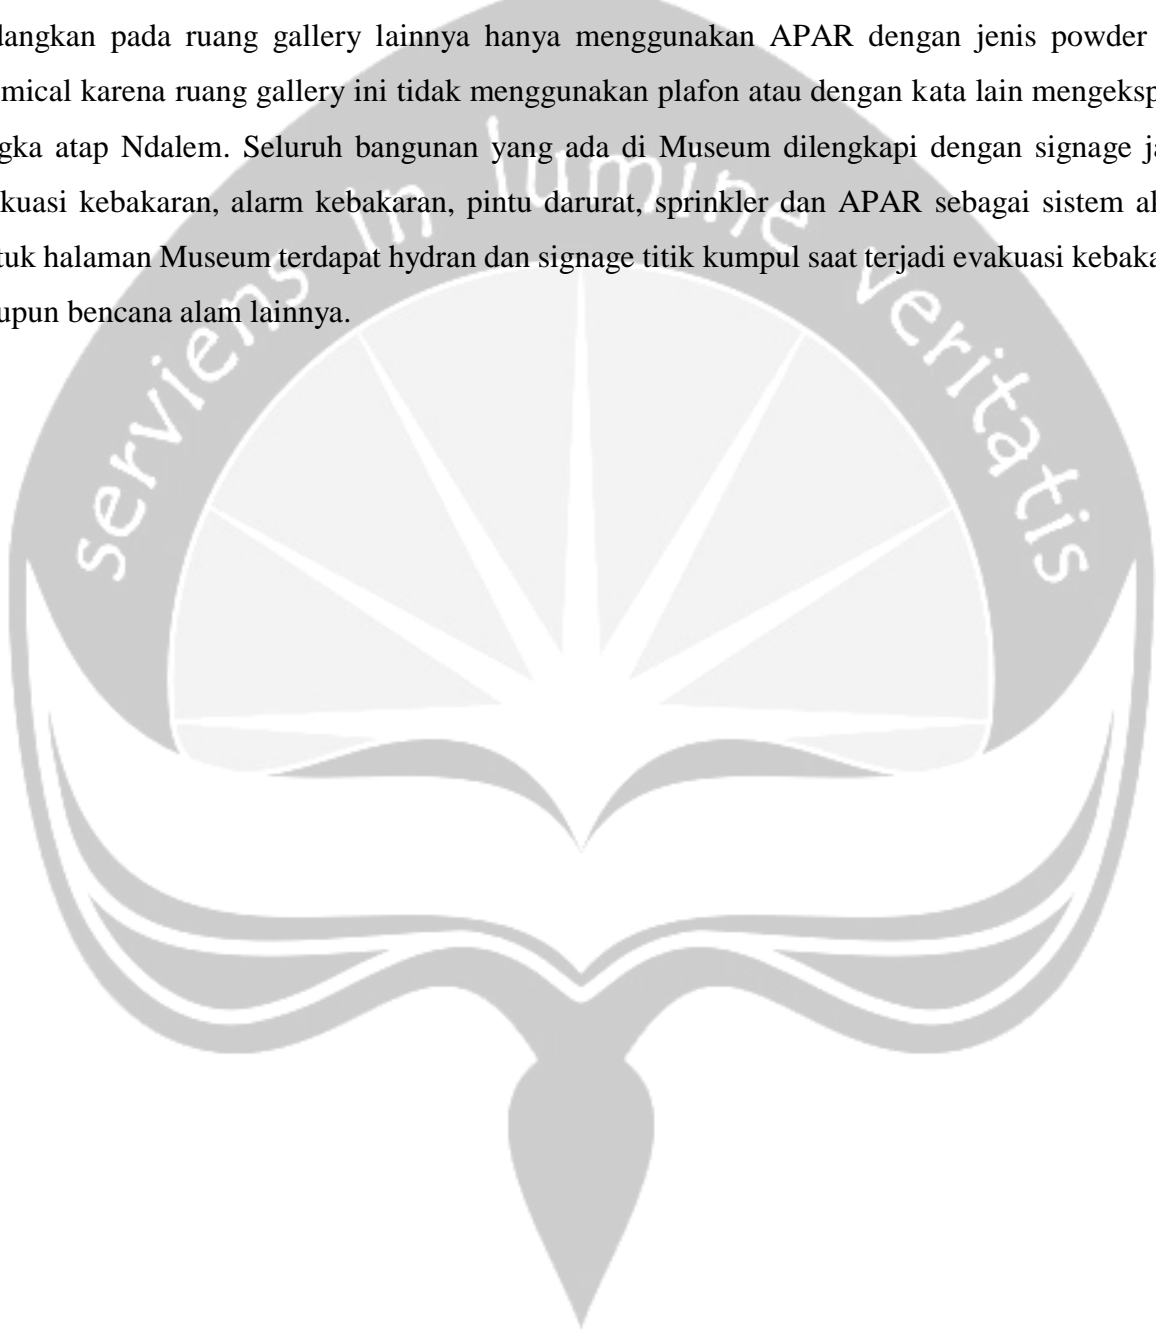 dangkan pada ruang gallery lainnya hanya menggunakan APAR dengan jenis powder
mical karena ruang gallery ini tidak menggunakan plafon atau dengan kata lain mengeksp
gka atap Ndalem. Seluruh bangunan yang ada di Museum dilengkapi dengan signage ja
kuasi kebakaran, alarm kebakaran, pintu darurat, sprinkler dan APAR sebagai sistem ak
tuk halaman Museum terdapat hydran dan signage titik kumpul saat terjadi evakuasi kebaka
upun bencana alam lainnya.
serviens in lumine veritatis